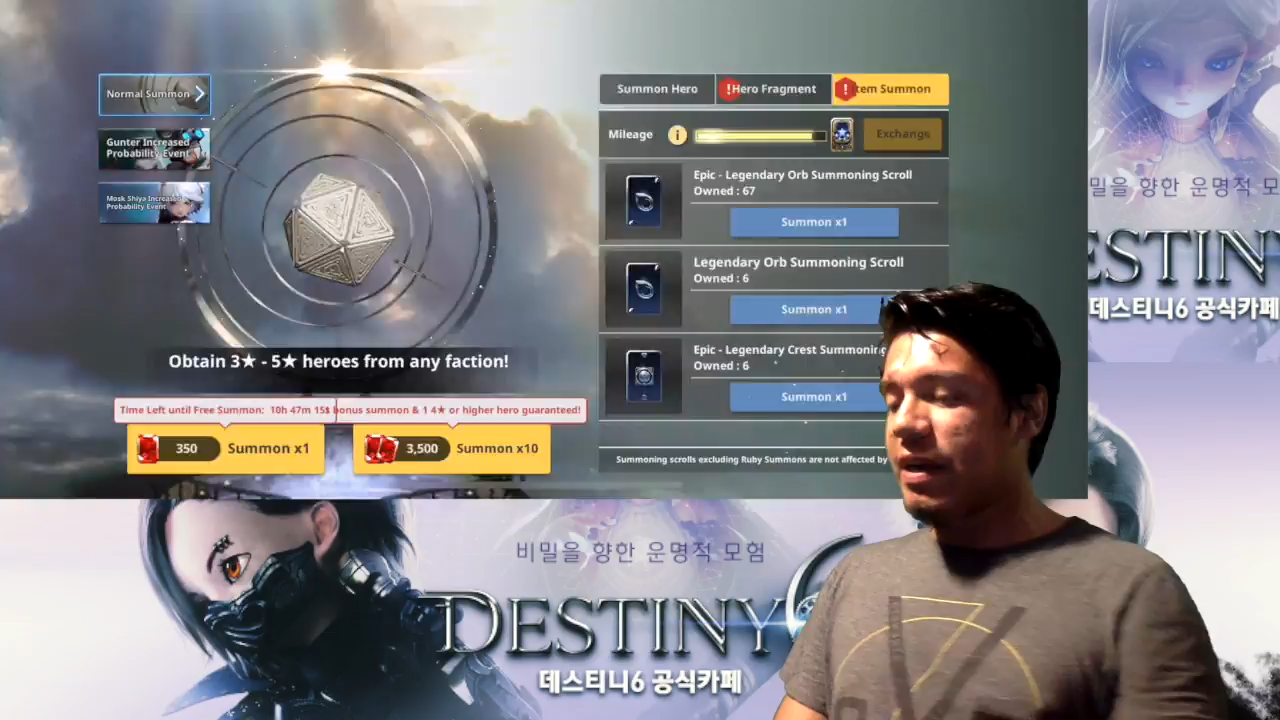 Normal Summon
Gunter Increased
Probability Event
Mosk Shiya Increased
Probability Event
Obtain 3★ - 5★ heroes from any faction!
Time Left until Free Summon: 10h 47m 15s
bonus summon & 1 4★ or higher hero guaranteed!
350 Summon x1
3,500 Summon x10
Summon Hero
! Hero Fragment
! tem Summon
Mileage i Exchange
Epic - Legendary Orb Summoning Scroll
Owned : 67
Summon x1
Legendary Orb Summoning Scroll
Owned : 6
Summon x1
Epic - Legendary Crest Summoning
Owned : 6
Summon x1
Summoning scrolls excluding Ruby Summons are not affected by
밀을 향한 운명적 모
ESTIN
데스티니6 공식카페
비밀을 향한 운명적 모험
DESTINY6
데스티니6 공식카페